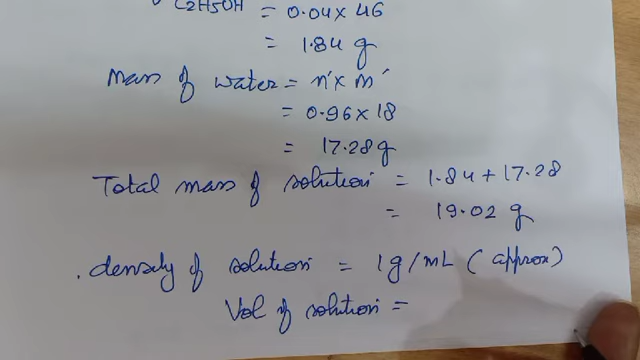 C2H5OH = 0.04 x 46
= 1.84 g
Mass of water = n' x m'
= 0.96 x 18
= 17.28 g
Total mass of solution = 1.84 + 17.28
= 19.02 g
density of solution = 1g/mL (approx)
Vol of solution =